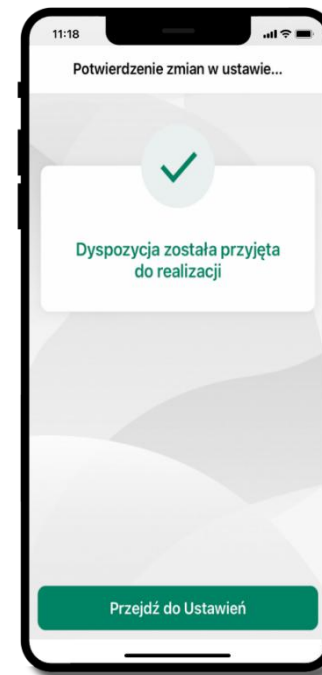 11:18
Potwierdzenie zmian w ustawie...
Dyspozycja została przyjęta
do realizacji
Przejdź do Ustawień